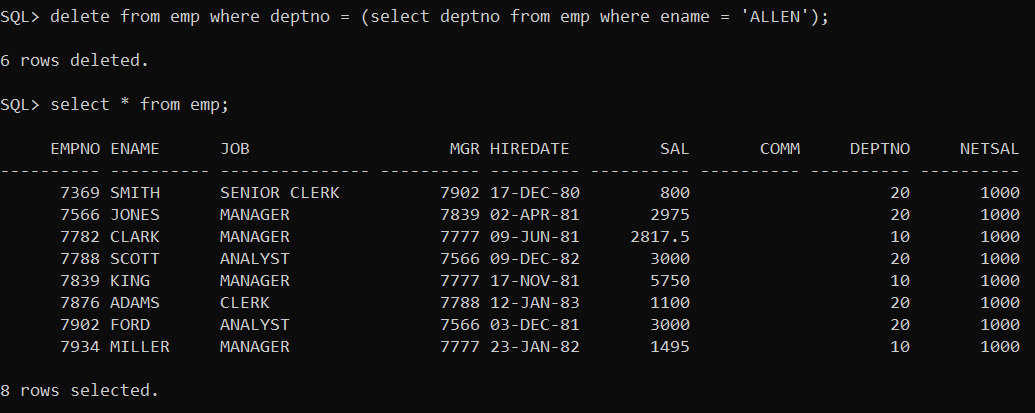 SQL> delete from emp where deptno = (select deptno from emp where ename = 'ALLEN');
6 rows deleted.
SQL> select * from emp;
     EMPNO ENAME      JOB                    MGR HIREDATE         SAL       COMM     DEPTNO     NETSAL
---------- ---------- --------------- ---------- --------- ---------- ---------- ---------- ----------
      7369 SMITH      SENIOR CLERK          7902 17-DEC-80        800                    20       1000
      7566 JONES      MANAGER               7839 02-APR-81       2975                    20       1000
      7782 CLARK      MANAGER               7777 09-JUN-81     2817.5                    10       1000
      7788 SCOTT      ANALYST               7566 09-DEC-82       3000                    20       1000
      7839 KING       MANAGER               7777 17-NOV-81       5750                    10       1000
      7876 ADAMS      CLERK                 7788 12-JAN-83       1100                    20       1000
      7902 FORD       ANALYST               7566 03-DEC-81       3000                    20       1000
      7934 MILLER     MANAGER               7777 23-JAN-82       1495                    10       1000
8 rows selected.